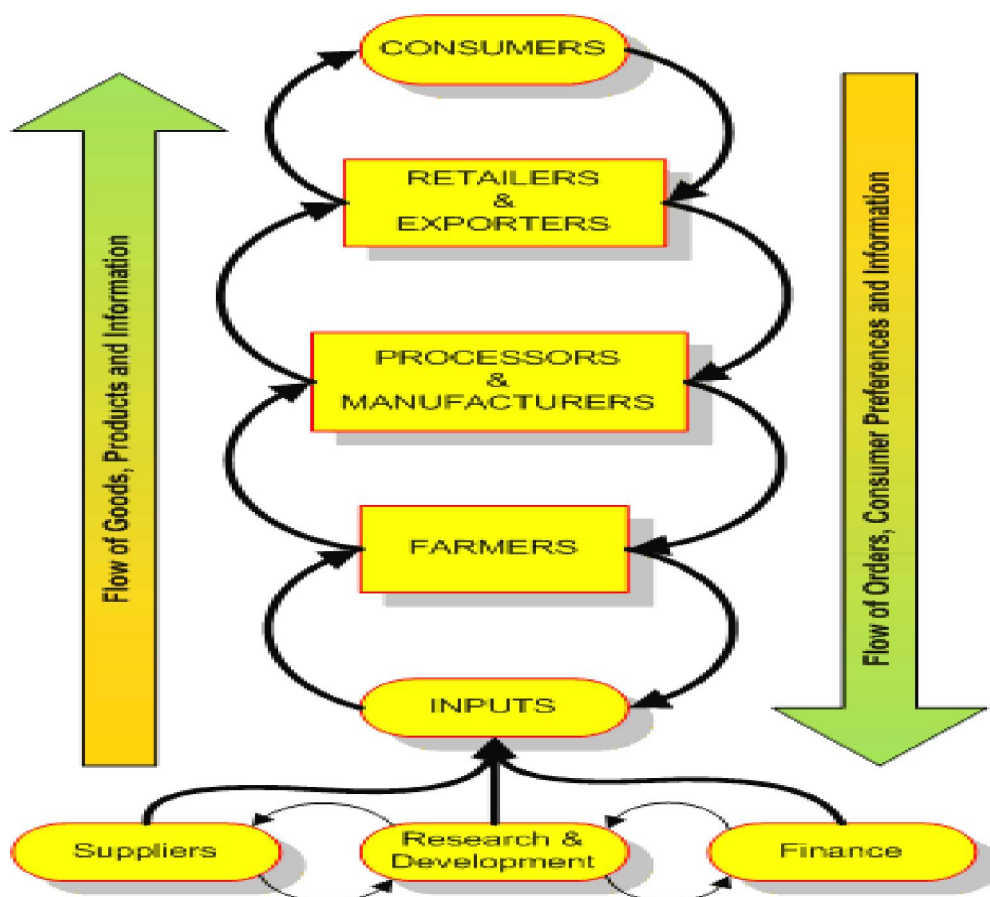 CONSUMERS
RETAILERS
&
EXPORTERS
PROCESSORS
&
MANUFACTURERS
FARMERS
INPUTS
Suppliers
Research &
Development
Finance
Flow of Goods, Products and Information
Flow of Orders, Consumer Preferences and Information